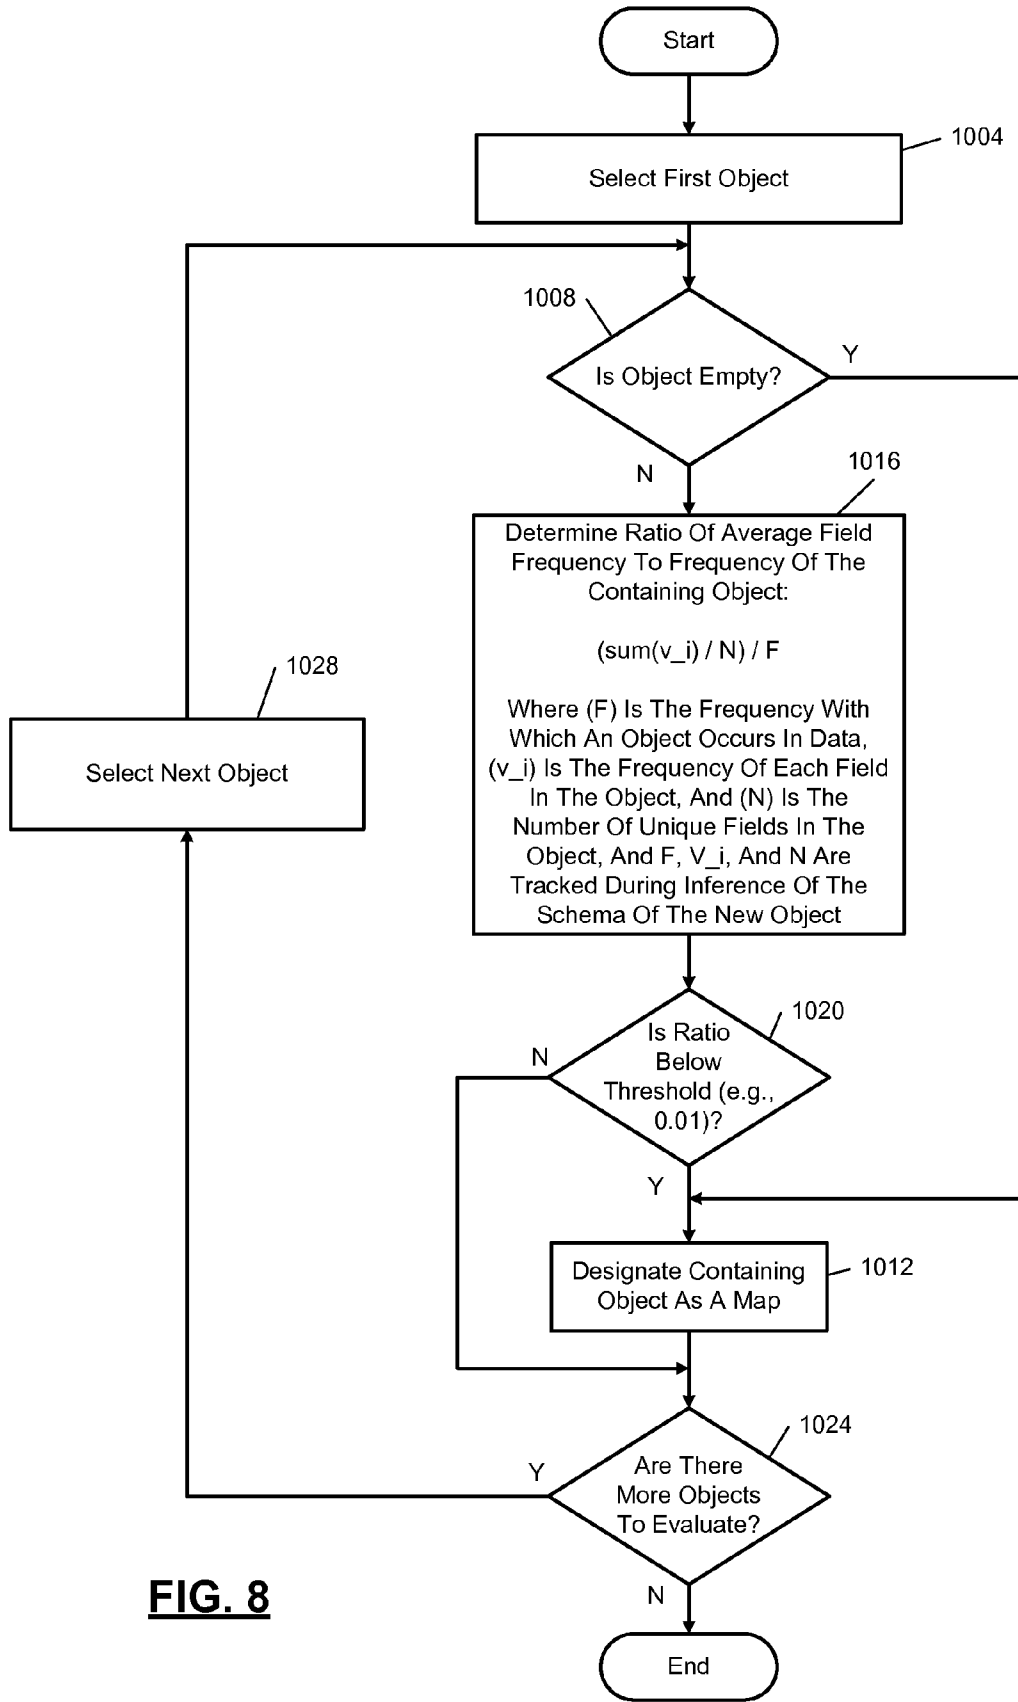 Start
1004
Select First Object
1008
Y
Is Object Empty?
N
1016
Determine Ratio Of Average Field
Frequency To Frequency Of The
Containing Object:
(sum(v_i) / N) / F
Where (F) Is The Frequency With
Which An Object Occurs In Data,
(v_i) Is The Frequency Of Each Field
In The Object, And (N) Is The
Number Of Unique Fields In The
Object, And F, V_i, And N Are
Tracked During Inference Of The
Schema Of The New Object
1028
Select Next Object
1020
Is Ratio
Below
Threshold (e.g.,
0.01)?
N
Y
Designate Containing
Object As A Map
1012
1024
Are There
More Objects
To Evaluate?
Y
N
End
FIG. 8